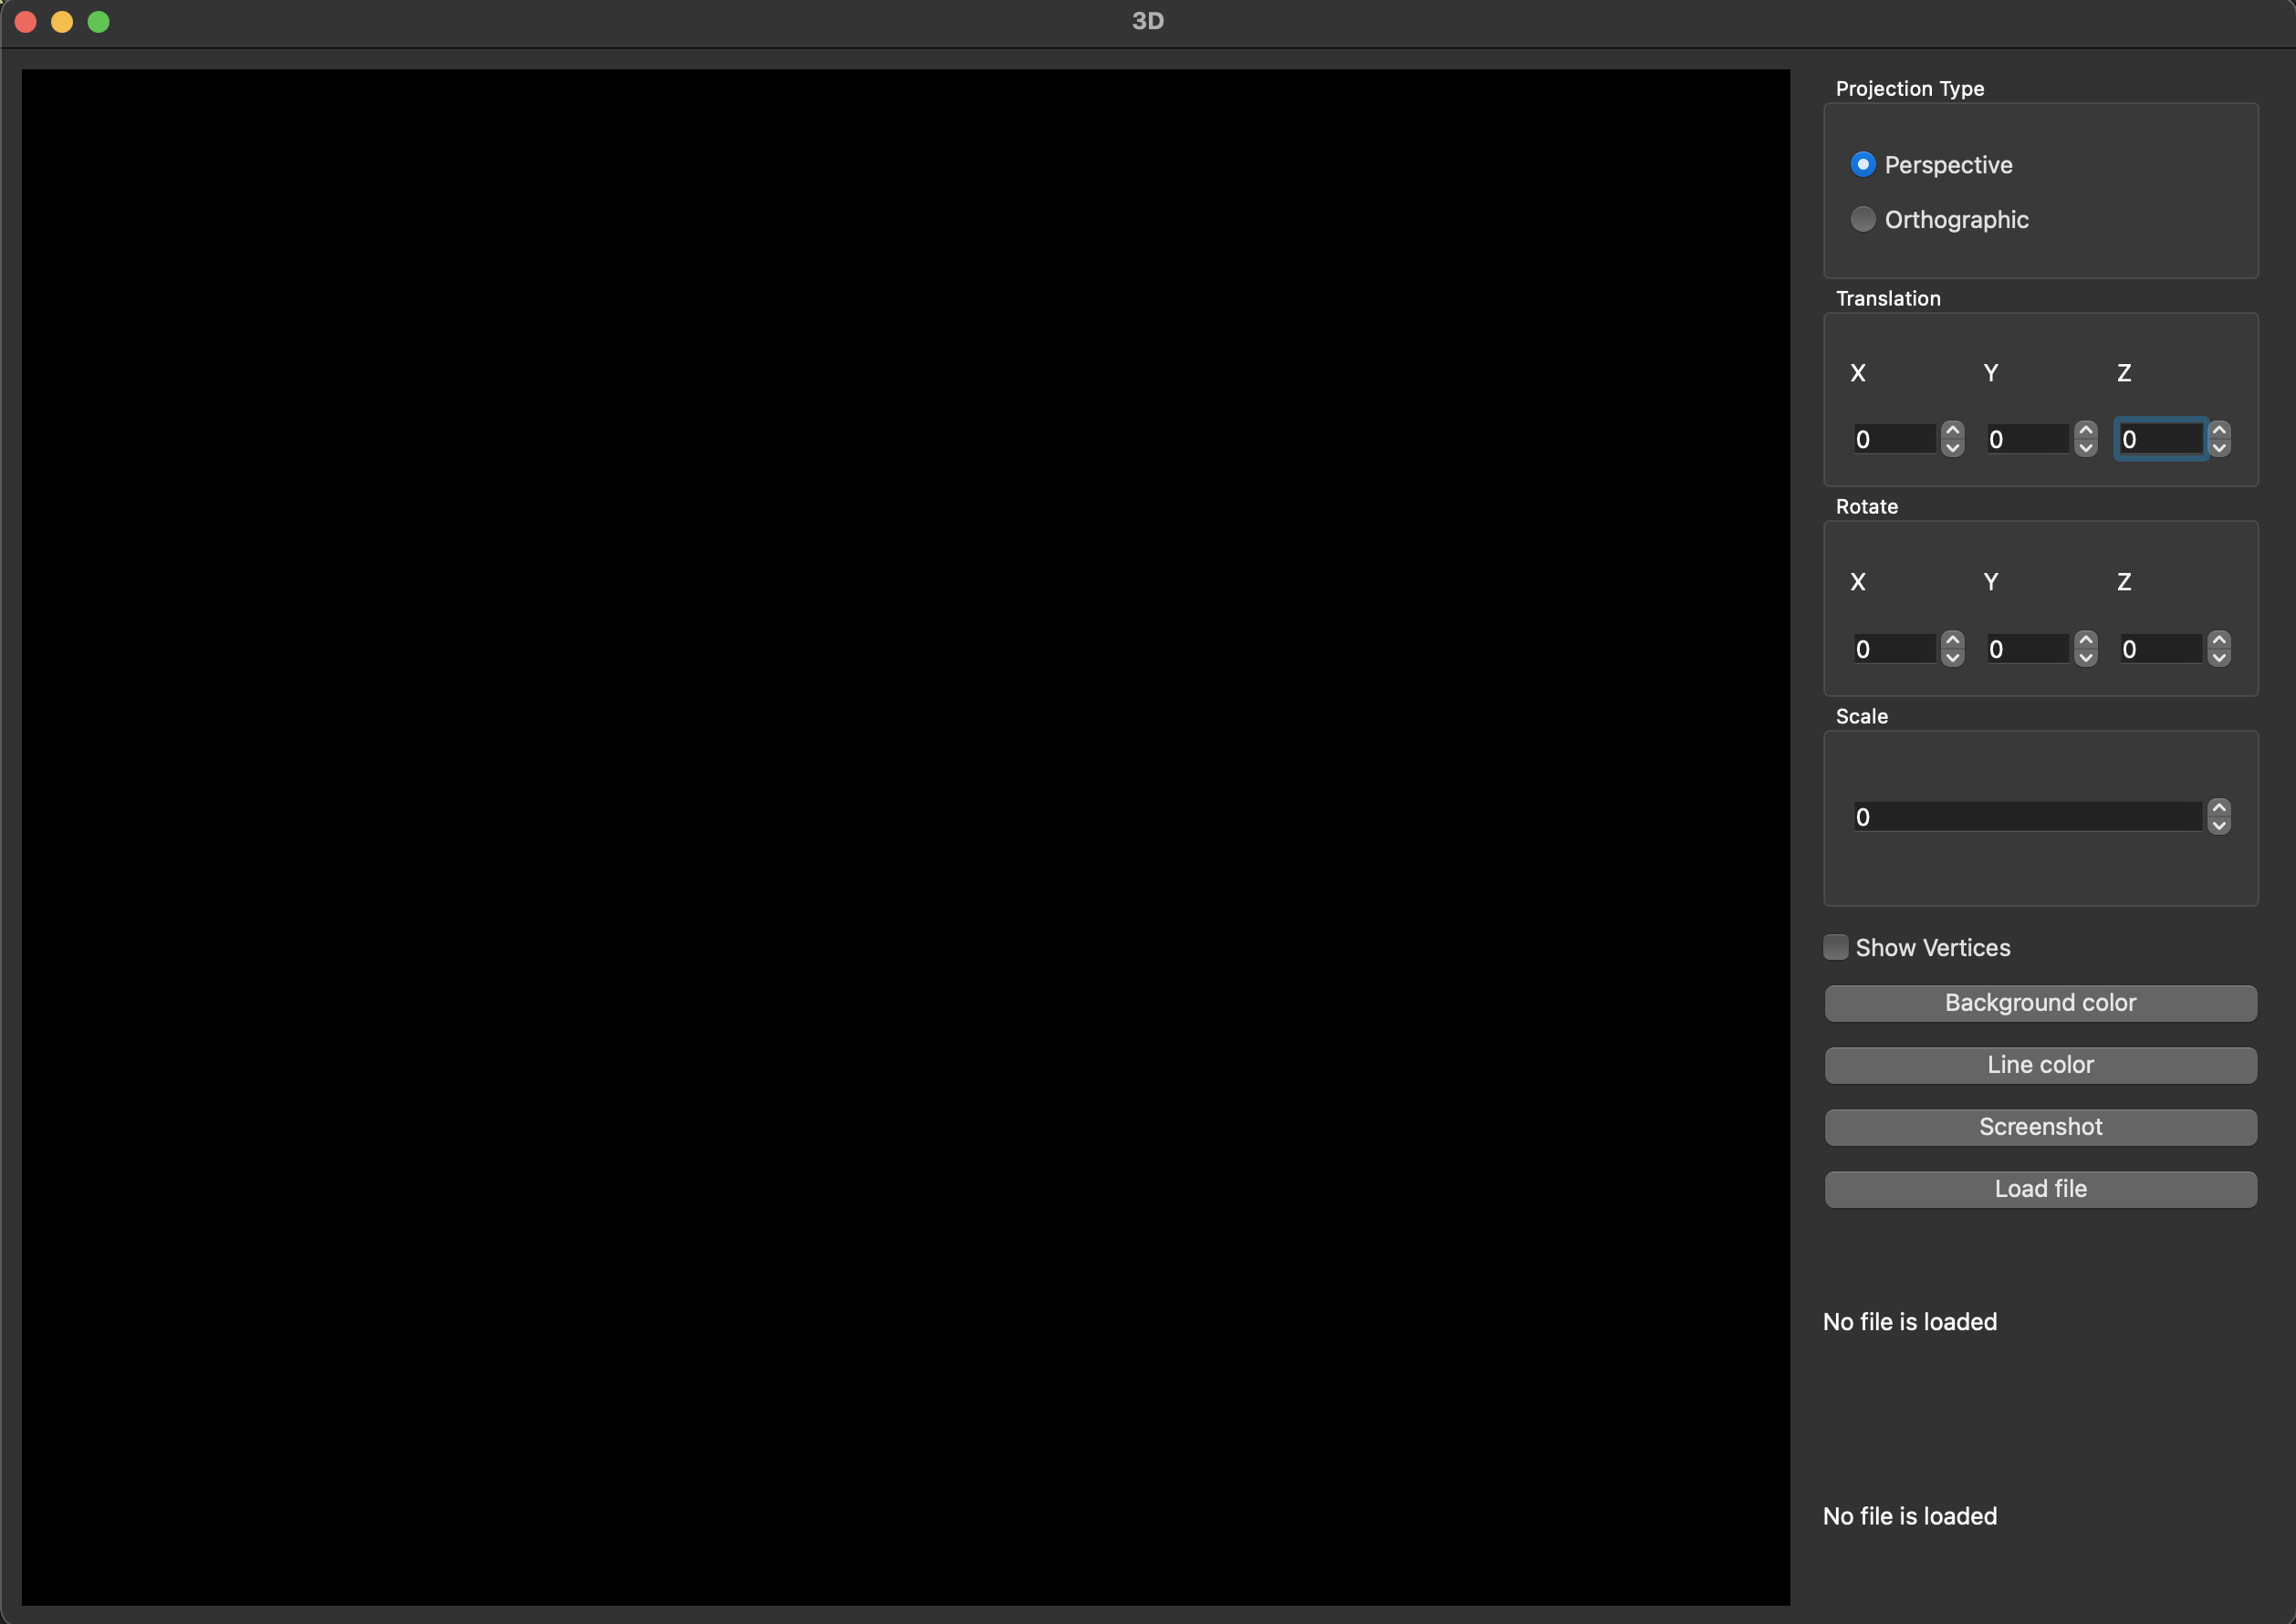 3D
Projection Type
Perspective
Orthographic
Translation
X Y Z
0 0 0
Rotate
X Y Z
0 0 0
Scale
0
Show Vertices
Background color
Line color
Screenshot
Load file
No file is loaded
No file is loaded